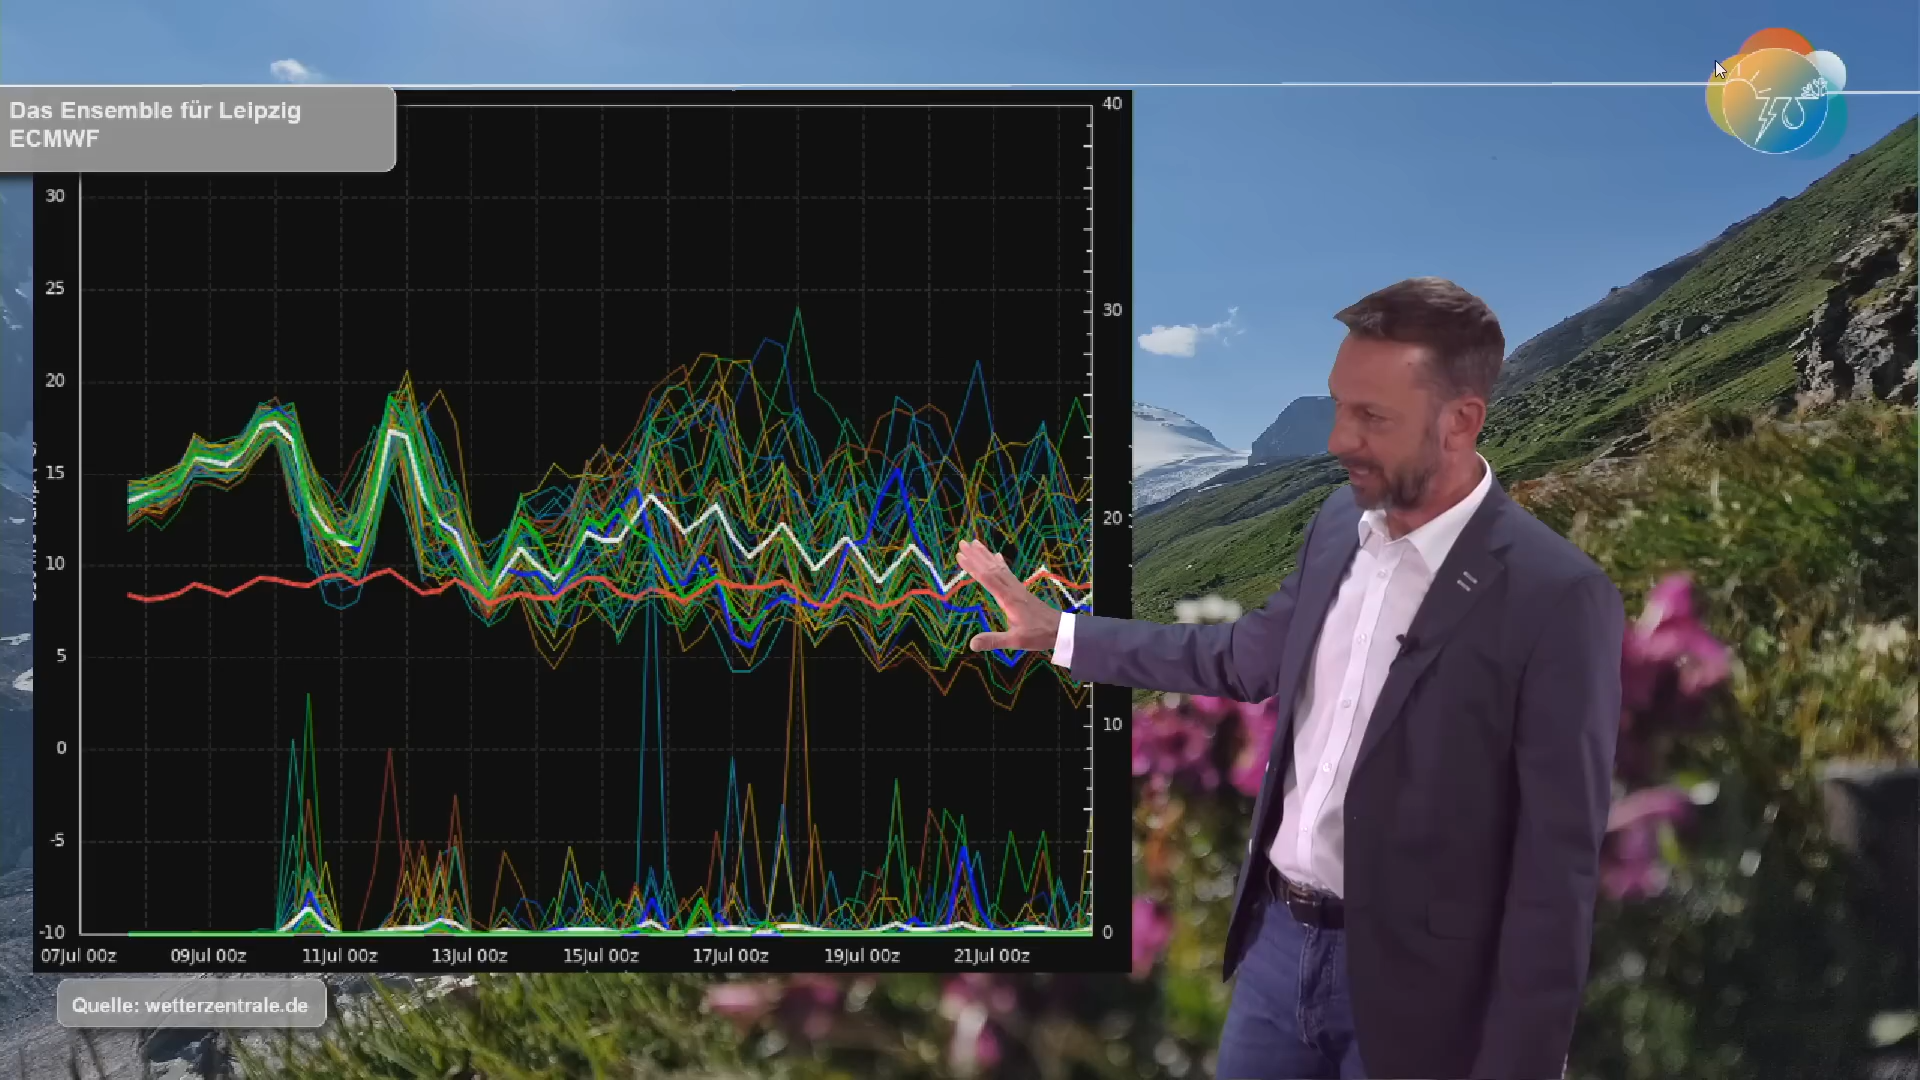 Das Ensemble für Leipzig
ECMWF
40
30
30
25
20
20
15
10
10
5
0
-5
-10
0
07Jul 00z
09Jul 00z
11Jul 00z
13Jul 00z
15Jul 00z
17Jul 00z
19Jul 00z
21Jul 00z
Quelle: wetterzentrale.de